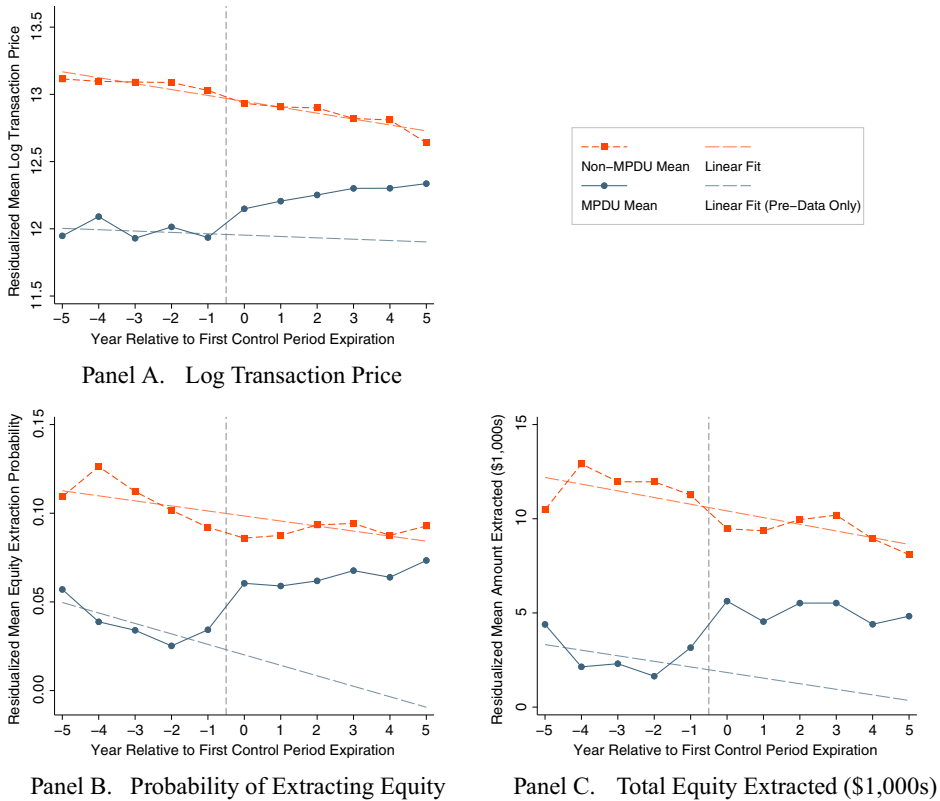 Residualized Mean Log Transaction Price
13.5
13
12.5
12
11.5
−5 −4 −3 −2 −1 0 1 2 3 4 5
Year Relative to First Control Period Expiration
Panel A. Log Transaction Price
Non−MPDU Mean
Linear Fit
MPDU Mean
Linear Fit (Pre−Data Only)
Residualized Mean Equity Extraction Probability
0.15
0.10
0.05
0.00
−5 −4 −3 −2 −1 0 1 2 3 4 5
Year Relative to First Control Period Expiration
Panel B. Probability of Extracting Equity
Residualized Mean Amount Extracted ($1,000s)
15
10
5
0
−5 −4 −3 −2 −1 0 1 2 3 4 5
Year Relative to First Control Period Expiration
Panel C. Total Equity Extracted ($1,000s)